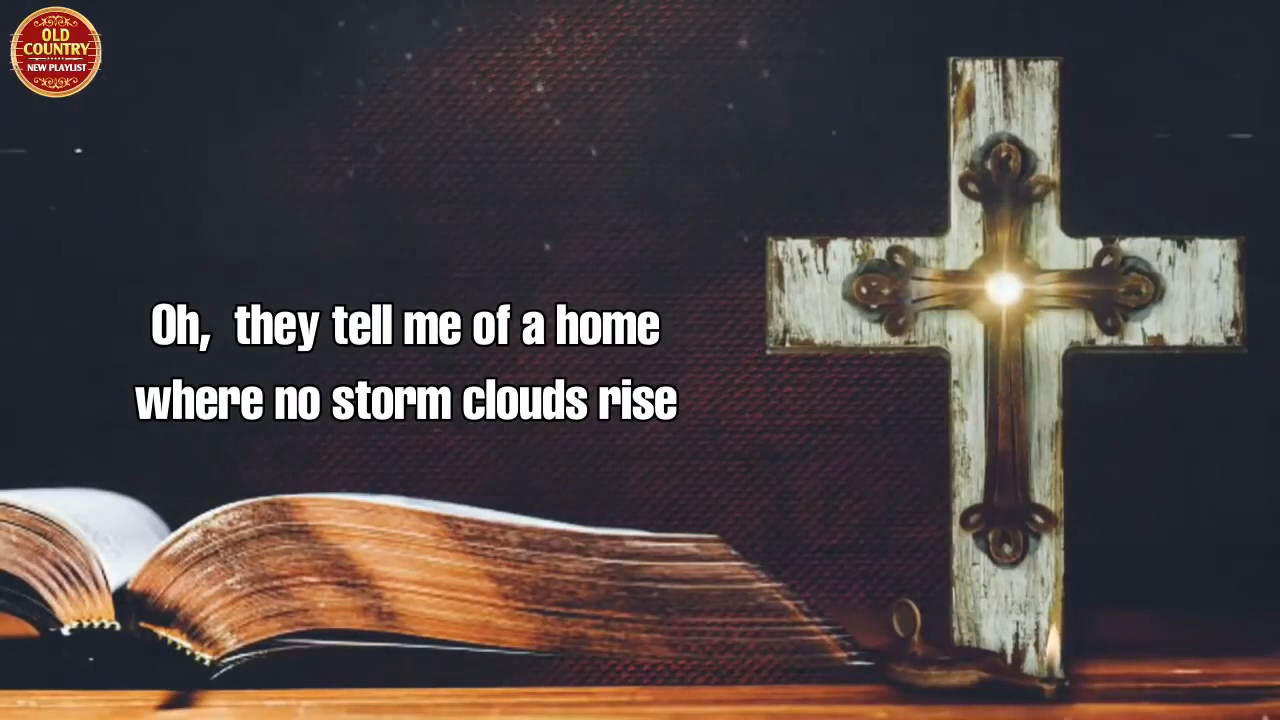 OLD
COUNTRY
NEW PLAYLIST
Oh, they tell me of a home
where no storm clouds rise